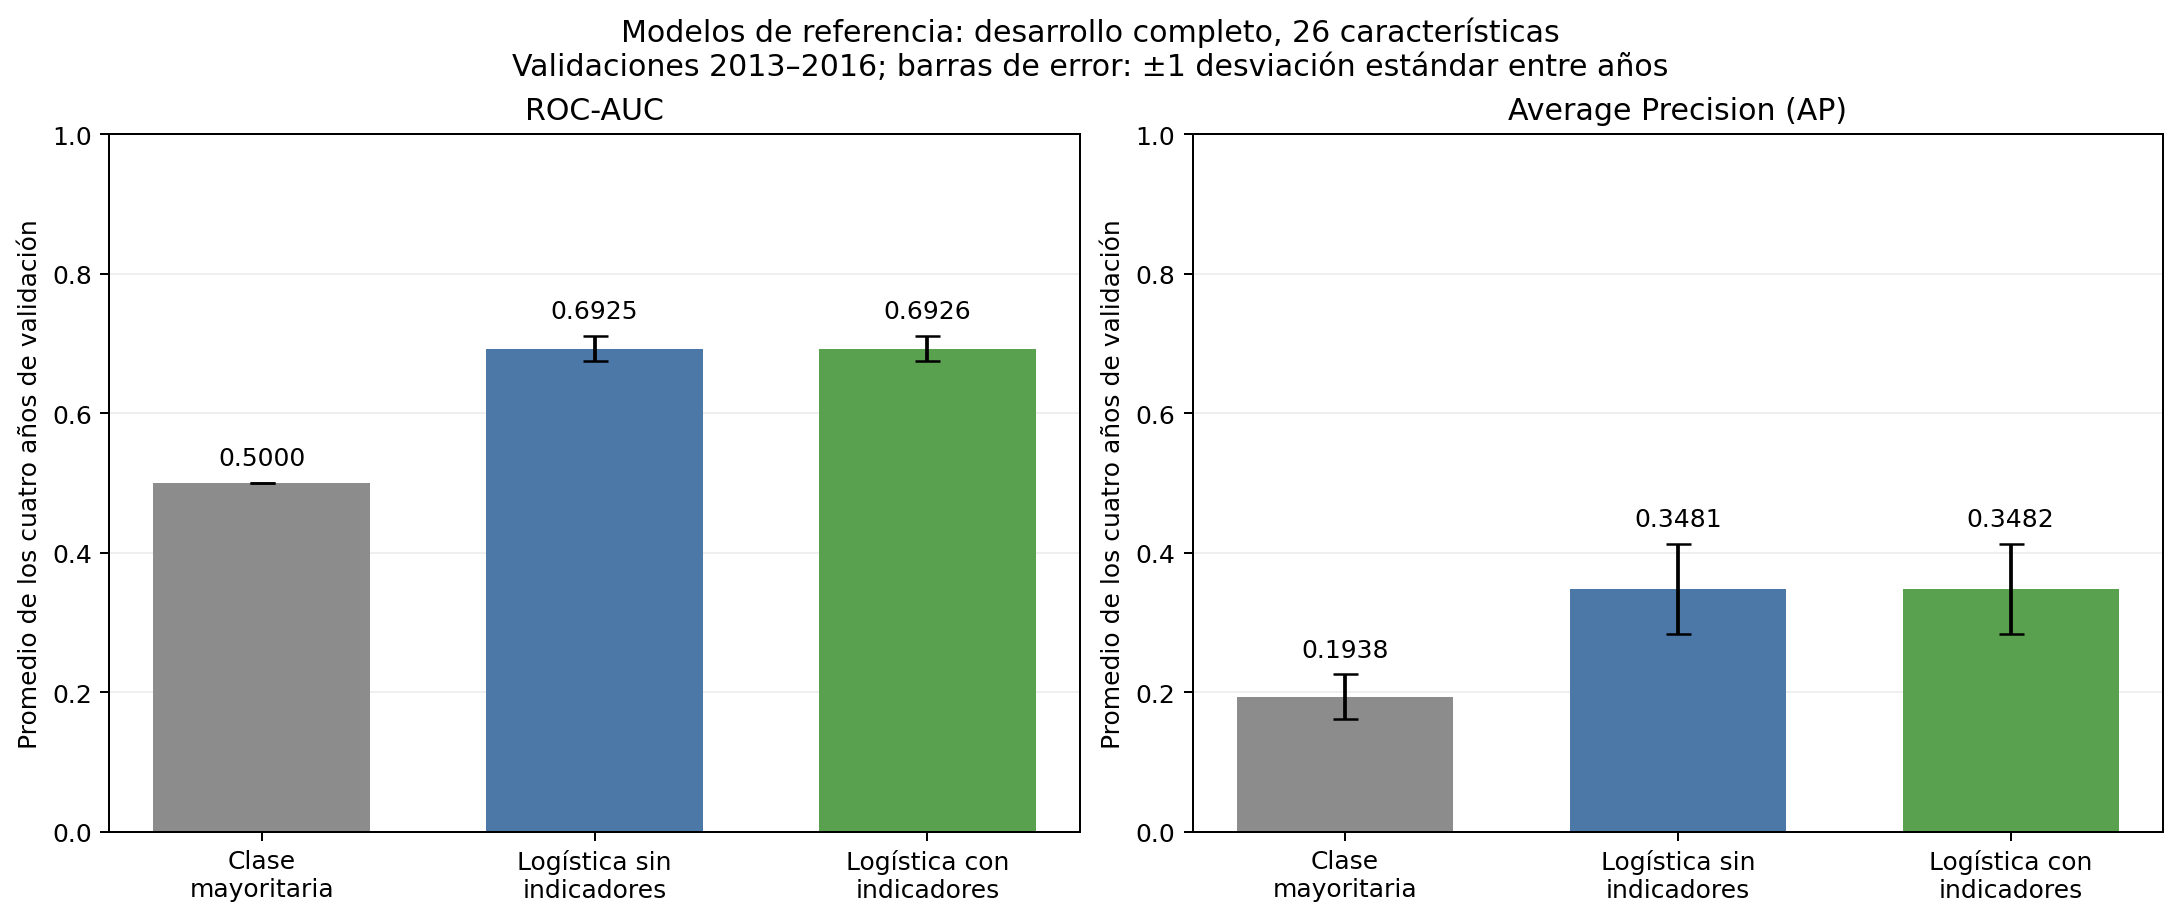 Modelos de referencia: desarrollo completo, 26 características
Validaciones 2013–2016; barras de error: ±1 desviación estándar entre años
ROC-AUC
Promedio de los cuatro años de validación
1.0
0.8
0.6
0.4
0.2
0.0
0.5000
0.6925
0.6926
Clase
mayoritaria
Logística sin
indicadores
Logística con
indicadores
Average Precision (AP)
Promedio de los cuatro años de validación
1.0
0.8
0.6
0.4
0.2
0.0
0.1938
0.3481
0.3482
Clase
mayoritaria
Logística sin
indicadores
Logística con
indicadores